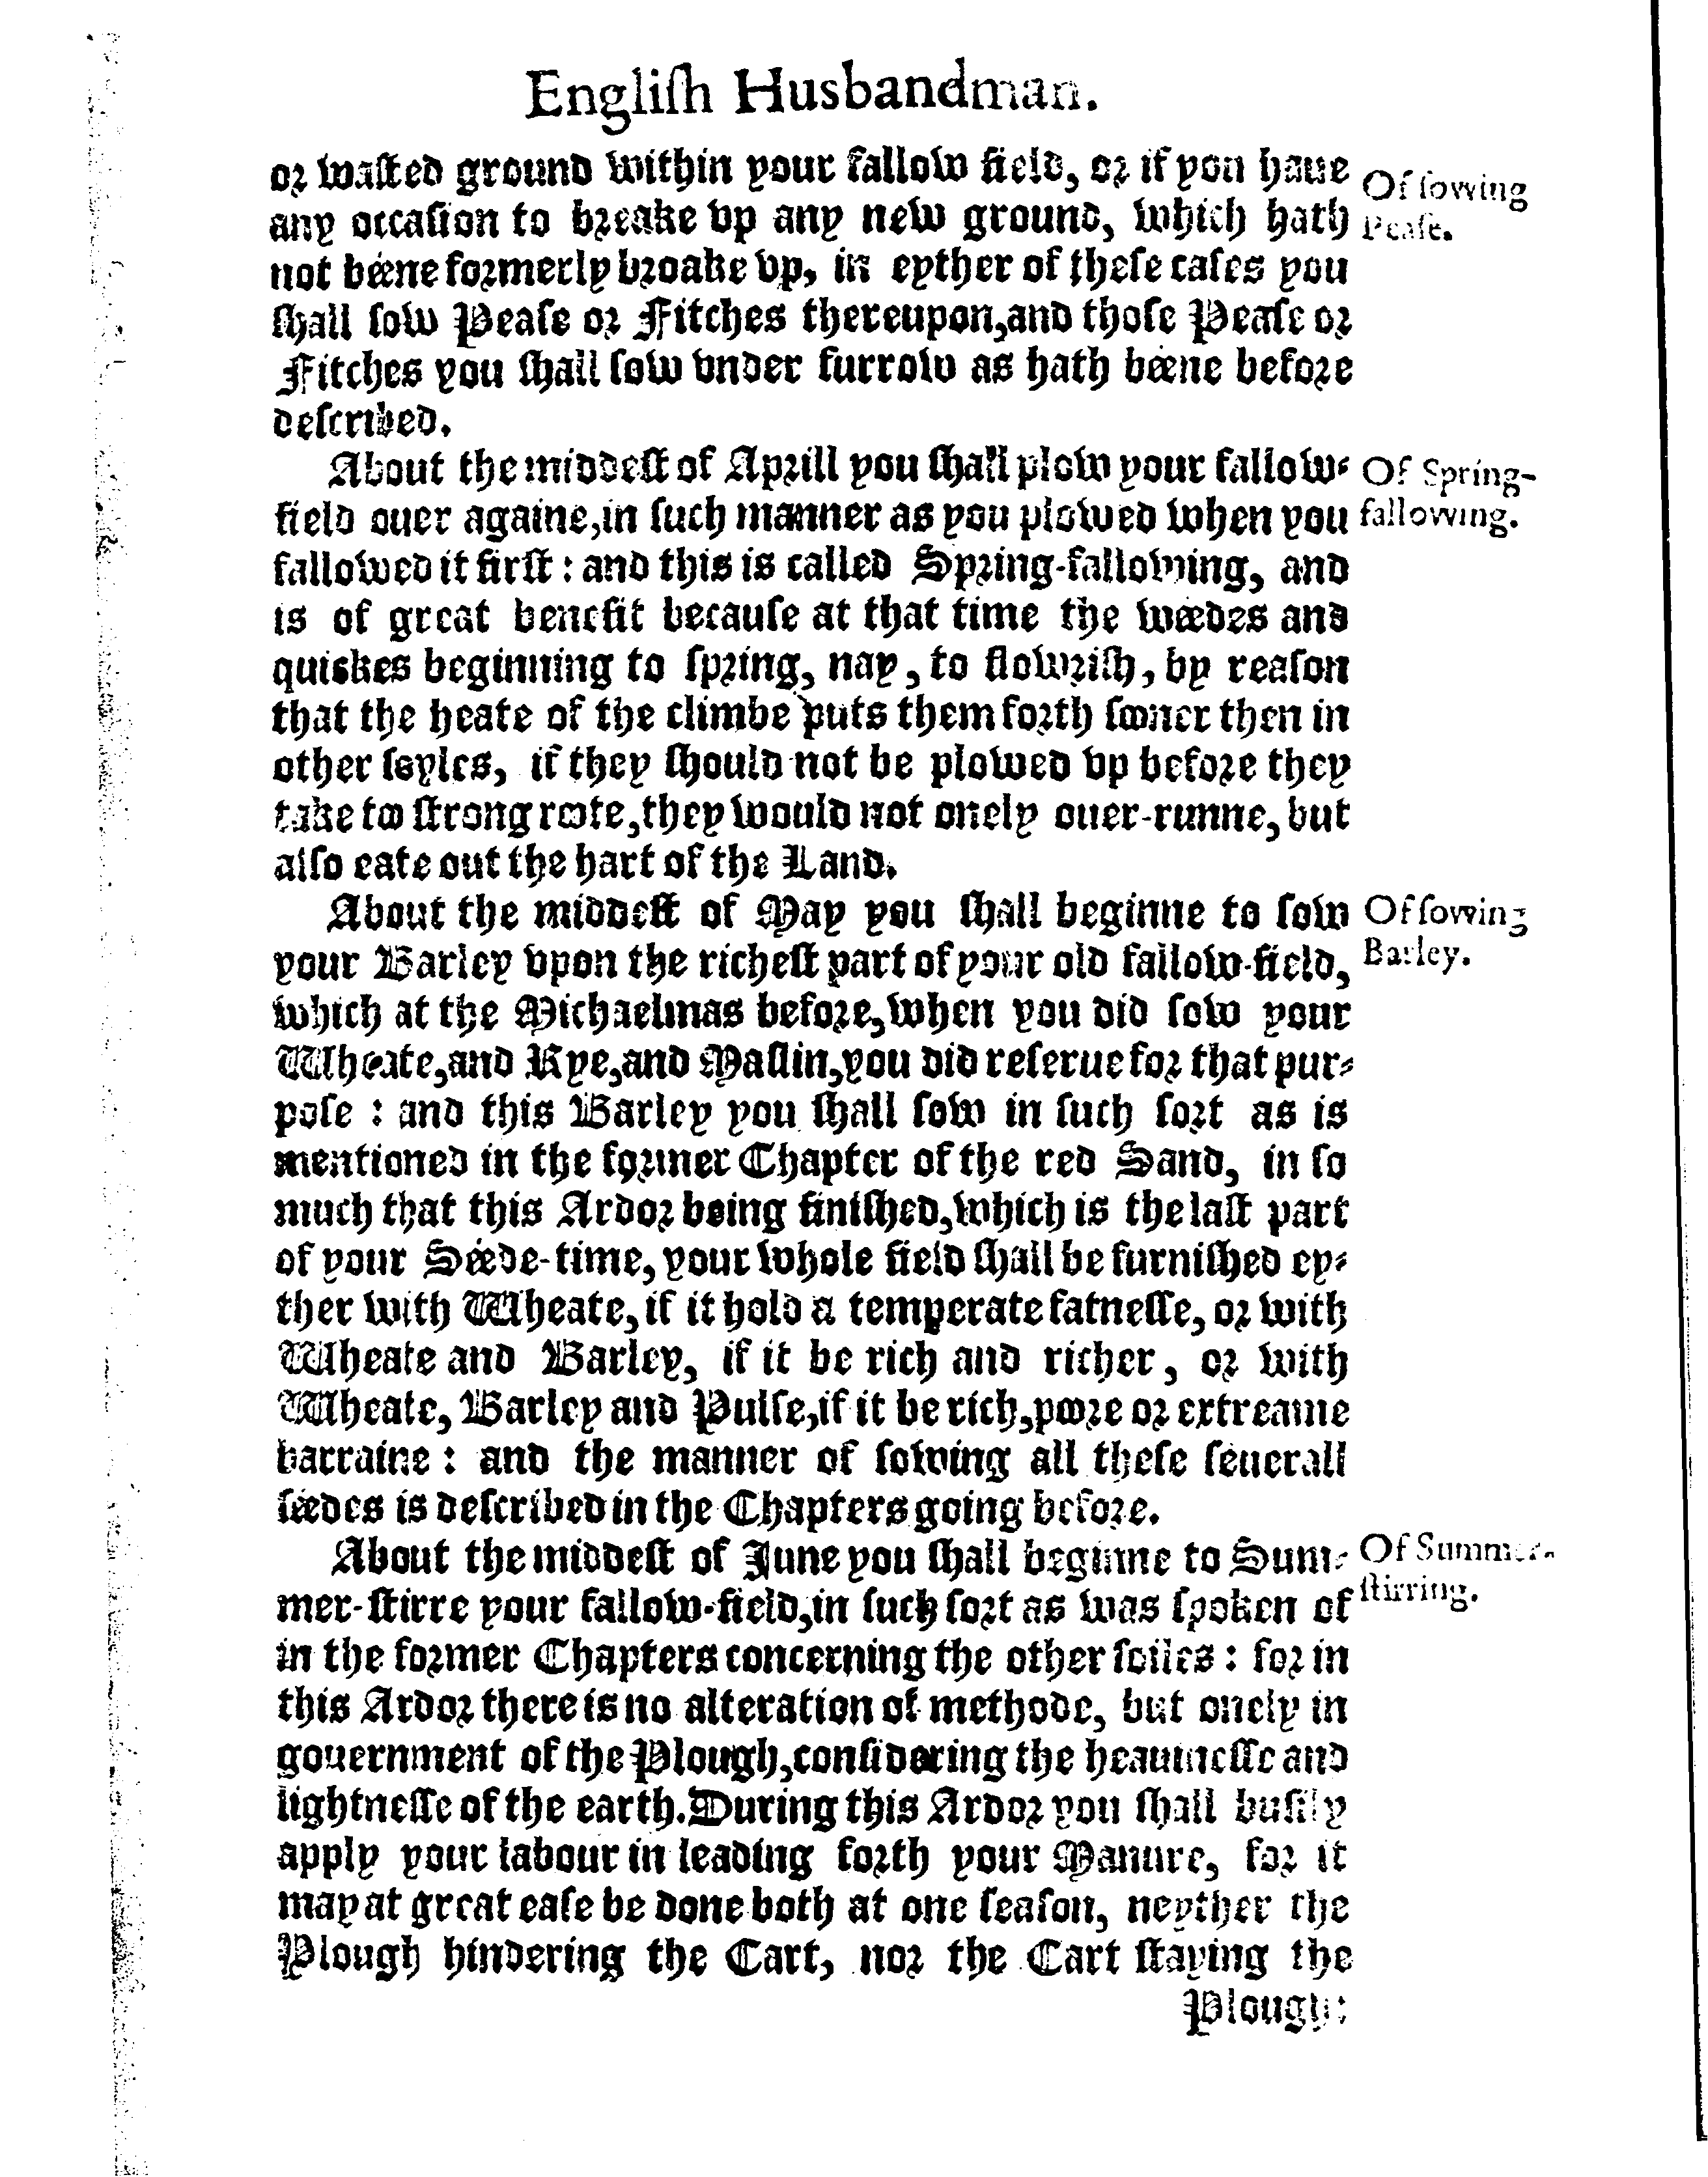 Engliſh Husbandman.
or waſted ground within your fallow field, or if you haue
Of ſowing
Peaſe.
any occaſion to breake vp any new ground, which hath
not béene formerly broake vp, in eyther of theſe caſes you
ſhall ſow Peaſe or Fitches thereupon, and thoſe Peaſe or
Fitches you ſhall ſow vnder furrow as hath béene before
deſcribed.
About the middeſt of Aprill you ſhall plow your fallow-
Of Spring-
fallowing.
field ouer againe, in ſuch manner as you plowed when you
fallowed it firſt: and this is called Spring-fallowing, and
is of great benefit becauſe at that time the wéedes and
quickes beginning to ſpring, nay, to flowriſh, by reaſon
that the heate of the climbe puts them forth ſooner then in
other ſoyles, if they ſhould not be plowed vp before they
take too ſtrong roote, they would not onely ouer-runne, but
alſo eate out the hart of the Land.
About the middeſt of May you ſhall beginne to ſow
Of ſowing
Barley.
your Barley vpon the richeſt part of your old fallow-field,
which at the Michaelmas before, when you did ſow your
Wheate, and Rye, and Maſlin, you did reſerue for that pur-
poſe: and this Barley you ſhall ſow in ſuch ſort as is
mentioned in the former Chapter of the red Sand, in ſo
much that this Ardor being finiſhed, which is the laſt part
of your Séede-time, your whole field ſhall be furniſhed ey-
ther with Wheate, if it hold a temperate fatneſſe, or with
Wheate and Barley, if it be rich and richer, or with
Wheate, Barley and Pulſe, if it be rich, poore or extreame
barraine: and the manner of ſowing all theſe ſeuerall
ſéedes is deſcribed in the Chapters going before.
About the middeſt of June you ſhall beginne to Sum-
Of Summer-
ſtirring.
mer-ſtirre your fallow-field, in ſuch ſort as was ſpoken of
in the former Chapters concerning the other ſoiles: for in
this Ardor there is no alteration of methode, but onely in
gouernment of the Plough, conſidering the heauineſſe and
lightneſſe of the earth. During this Ardor you ſhall buſily
apply your labour in leading forth your Manure, for it
may at great eaſe be done both at one ſeaſon, neyther the
Plough hindering the Cart, nor the Cart ſtaying the
Plough: